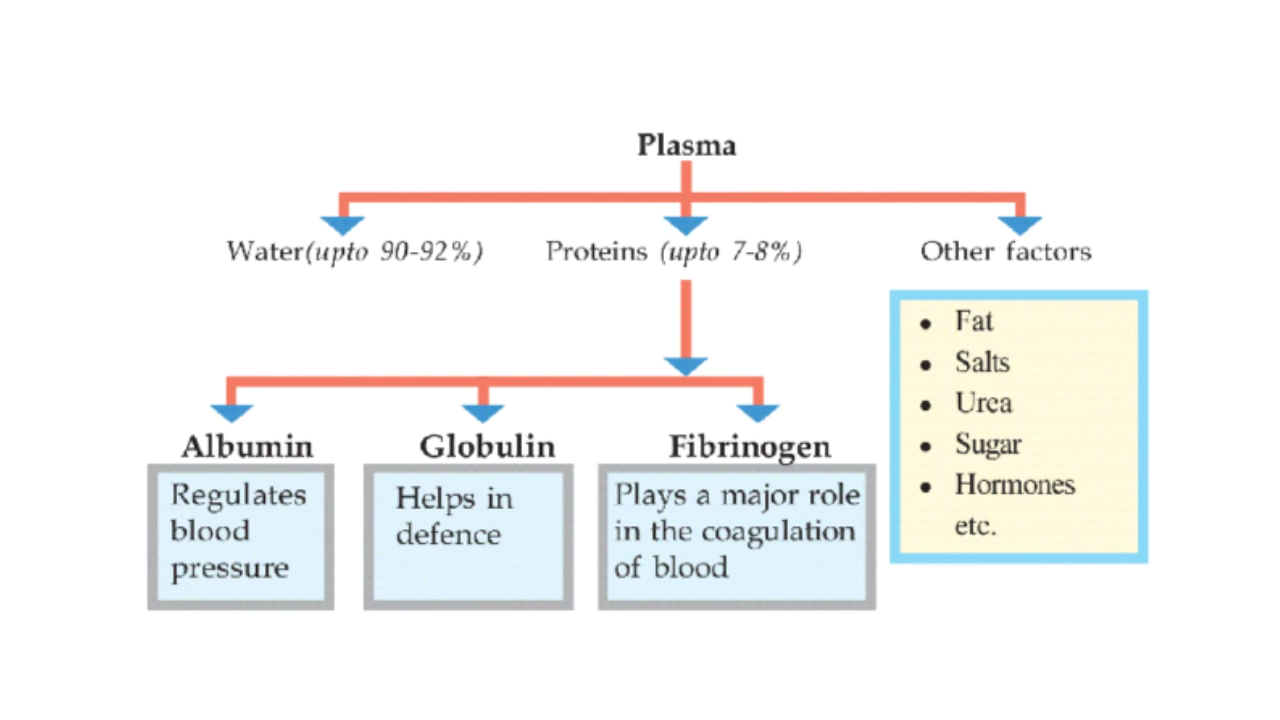 Plasma
Water(upto 90-92%)
Proteins (upto 7-8%)
Other factors
• Fat
• Salts
• Urea
• Sugar
• Hormones
etc.
Albumin
Regulates
blood
pressure
Globulin
Helps in
defence
Fibrinogen
Plays a major role
in the coagulation
of blood